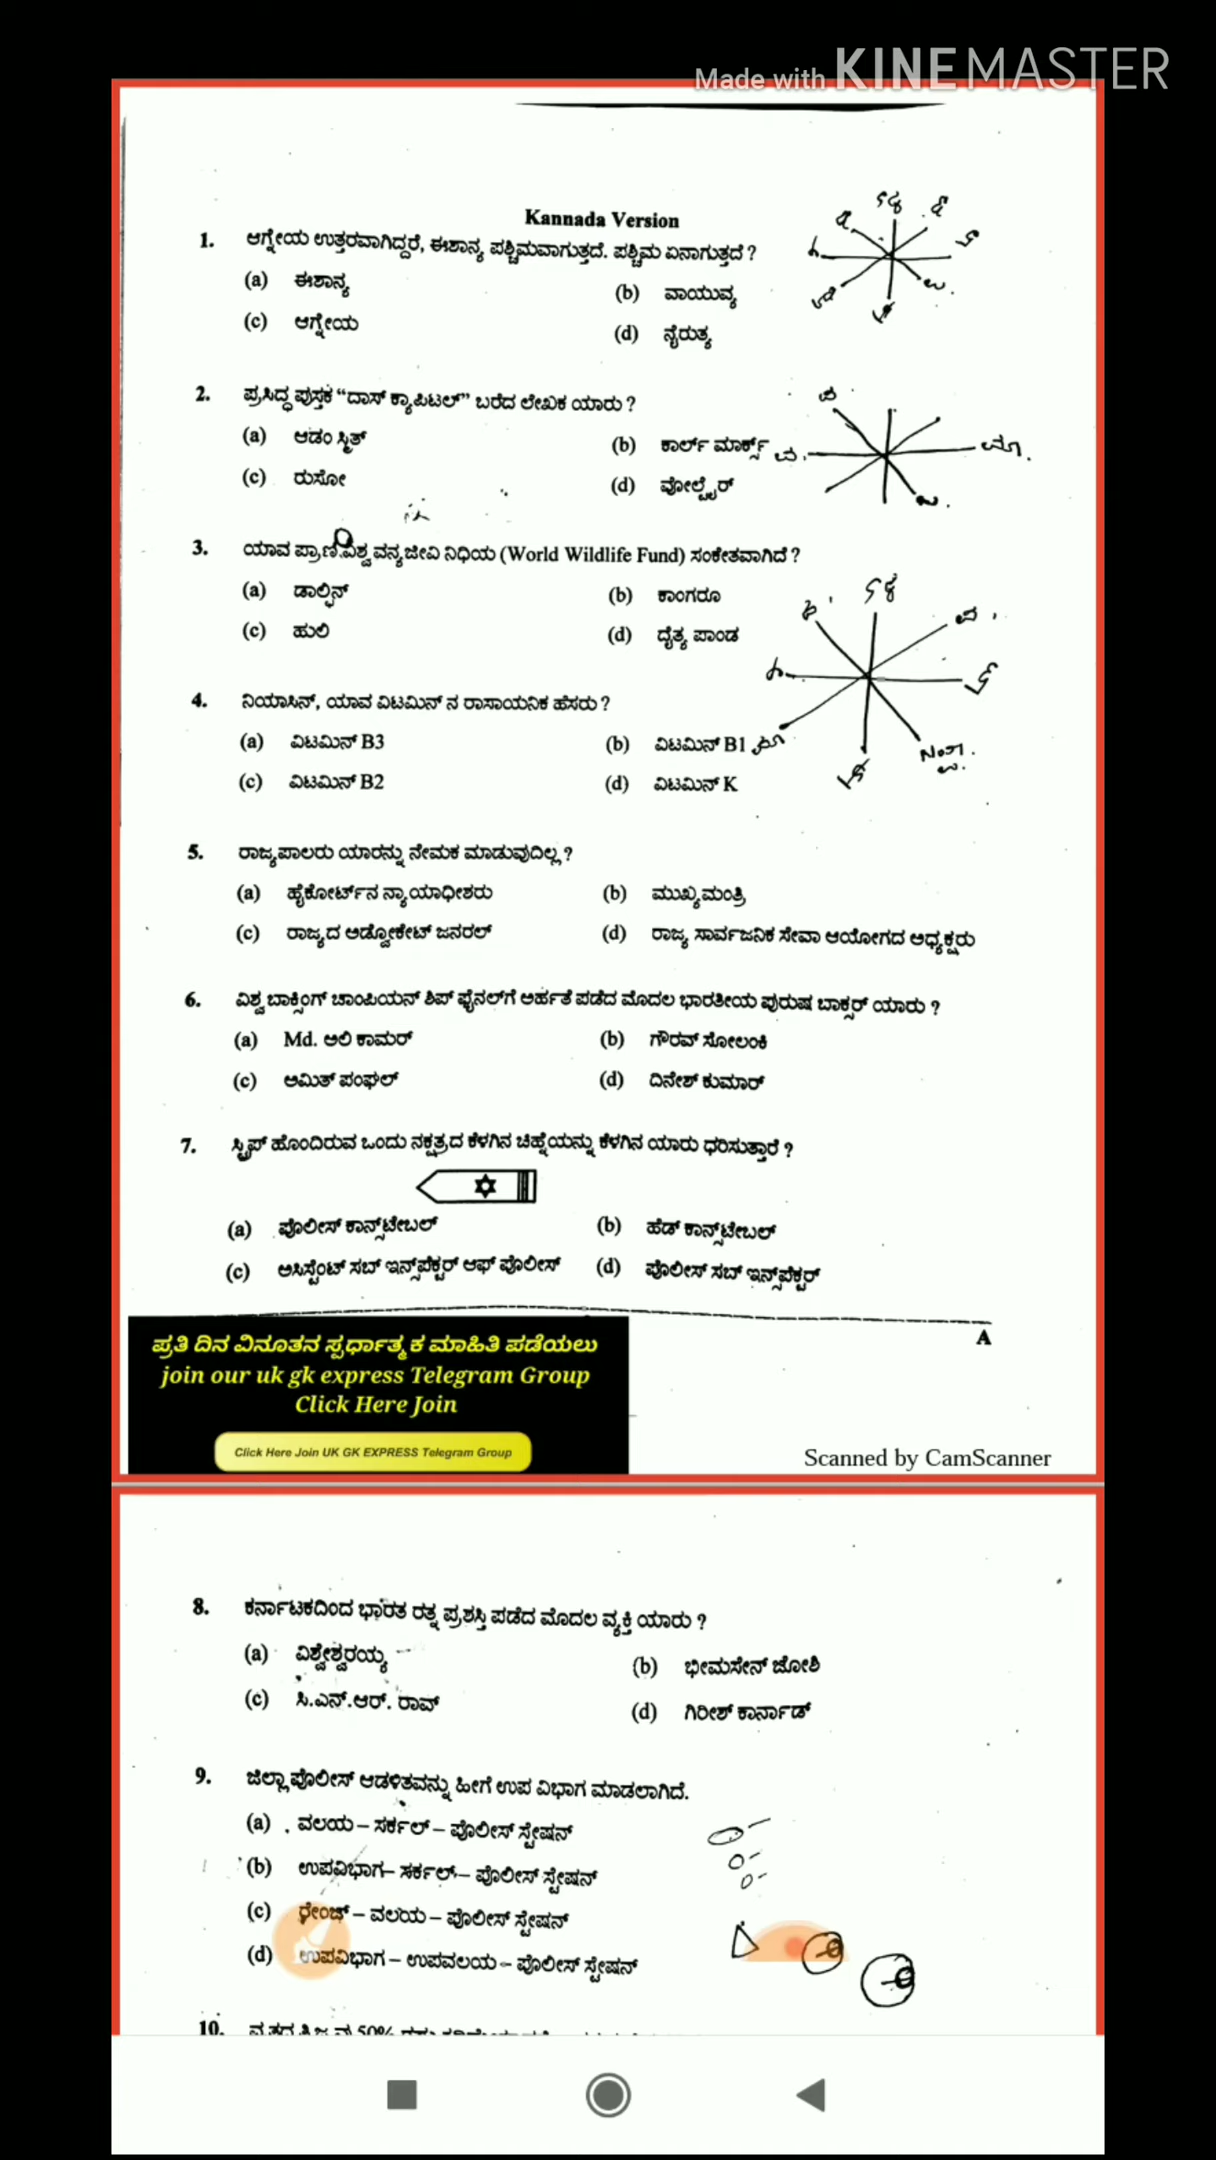 Made with KINEMASTER
Kannada Version
1. ಆಗ್ನೇಯ ಉತ್ತರವಾಗಿದ್ದರೆ, ಈಶಾನ್ಯ ಪಶ್ಚಿಮವಾಗುತ್ತದೆ. ಪಶ್ಚಿಮ ಏನಾಗುತ್ತದೆ ?
(a) ಈಶಾನ್ಯ (b) ವಾಯುವ್ಯ
(c) ಆಗ್ನೇಯ (d) ನೈರುತ್ಯ
2. ಪ್ರಸಿದ್ಧ ಪುಸ್ತಕ “ದಾಸ್ ಕ್ಯಾಪಿಟಲ್” ಬರೆದ ಲೇಖಕ ಯಾರು ?
(a) ಆಡಂ ಸ್ಮಿತ್ (b) ಕಾರ್ಲ್ ಮಾರ್ಕ್ಸ್
(c) ರುಸೋ (d) ವೋಲ್ಟೈರ್
3. ಯಾವ ಪ್ರಾಣಿ ವಿಶ್ವ ವನ್ಯಜೀವಿ ನಿಧಿಯ (World Wildlife Fund) ಸಂಕೇತವಾಗಿದೆ ?
(a) ಡಾಲ್ಫಿನ್ (b) ಕಾಂಗರೂ
(c) ಹುಲಿ (d) ದೈತ್ಯ ಪಾಂಡ
4. ನಿಯಾಸಿನ್, ಯಾವ ವಿಟಮಿನ್ ನ ರಾಸಾಯನಿಕ ಹೆಸರು ?
(a) ವಿಟಮಿನ್ B3 (b) ವಿಟಮಿನ್ B1
(c) ವಿಟಮಿನ್ B2 (d) ವಿಟಮಿನ್ K
5. ರಾಜ್ಯಪಾಲರು ಯಾರನ್ನು ನೇಮಕ ಮಾಡುವುದಿಲ್ಲ ?
(a) ಹೈಕೋರ್ಟ್‌ನ ನ್ಯಾಯಾಧೀಶರು (b) ಮುಖ್ಯಮಂತ್ರಿ
(c) ರಾಜ್ಯದ ಅಡ್ವೋಕೇಟ್ ಜನರಲ್ (d) ರಾಜ್ಯ ಸಾರ್ವಜನಿಕ ಸೇವಾ ಆಯೋಗದ ಅಧ್ಯಕ್ಷರು
6. ವಿಶ್ವ ಬಾಕ್ಸಿಂಗ್ ಚಾಂಪಿಯನ್ ಶಿಪ್ ಫೈನಲ್‌ಗೆ ಅರ್ಹತೆ ಪಡೆದ ಮೊದಲ ಭಾರತೀಯ ಪುರುಷ ಬಾಕ್ಸರ್ ಯಾರು ?
(a) Md. ಅಲಿ ಕಾಮರ್ (b) ಗೌರವ್ ಸೋಲಂಕಿ
(c) ಅಮಿತ್ ಪಂಘಲ್ (d) ದಿನೇಶ್ ಕುಮಾರ್
7. ಸ್ಟ್ರಿಪ್ ಹೊಂದಿರುವ ಒಂದು ನಕ್ಷತ್ರದ ಕೆಳಗಿನ ಚಿಹ್ನೆಯನ್ನು ಕೆಳಗಿನ ಯಾರು ಧರಿಸುತ್ತಾರೆ ?
(a) ಪೊಲೀಸ್ ಕಾನ್ಸ್‌ಟೇಬಲ್ (b) ಹೆಡ್ ಕಾನ್ಸ್‌ಟೇಬಲ್
(c) ಅಸಿಸ್ಟೆಂಟ್ ಸಬ್ ಇನ್ಸ್‌ಪೆಕ್ಟರ್ ಆಫ್ ಪೊಲೀಸ್ (d) ಪೊಲೀಸ್ ಸಬ್ ಇನ್ಸ್‌ಪೆಕ್ಟರ್
A
ಪ್ರತಿ ದಿನ ವಿನೂತನ ಸ್ಪರ್ಧಾತ್ಮಕ ಮಾಹಿತಿ ಪಡೆಯಲು
join our uk gk express Telegram Group
Click Here Join
Click Here Join UK GK EXPRESS Telegram Group
Scanned by CamScanner
8. ಕರ್ನಾಟಕದಿಂದ ಭಾರತ ರತ್ನ ಪ್ರಶಸ್ತಿ ಪಡೆದ ಮೊದಲ ವ್ಯಕ್ತಿ ಯಾರು ?
(a) ವಿಶ್ವೇಶ್ವರಯ್ಯ (b) ಭೀಮಸೇನ್ ಜೋಶಿ
(c) ಸಿ.ಎನ್.ಆರ್. ರಾವ್ (d) ಗಿರೀಶ್ ಕಾರ್ನಾಡ್
9. ಜಿಲ್ಲಾ ಪೊಲೀಸ್ ಆಡಳಿತವನ್ನು ಹೀಗೆ ಉಪ ವಿಭಾಗ ಮಾಡಲಾಗಿದೆ.
(a) ವಲಯ – ಸರ್ಕಲ್ – ಪೊಲೀಸ್ ಸ್ಟೇಷನ್
(b) ಉಪವಿಭಾಗ – ಸರ್ಕಲ್ – ಪೊಲೀಸ್ ಸ್ಟೇಷನ್
(c) ರೇಂಜ್ – ವಲಯ – ಪೊಲೀಸ್ ಸ್ಟೇಷನ್
(d) ಉಪವಿಭಾಗ – ಉಪವಲಯ – ಪೊಲೀಸ್ ಸ್ಟೇಷನ್
10.